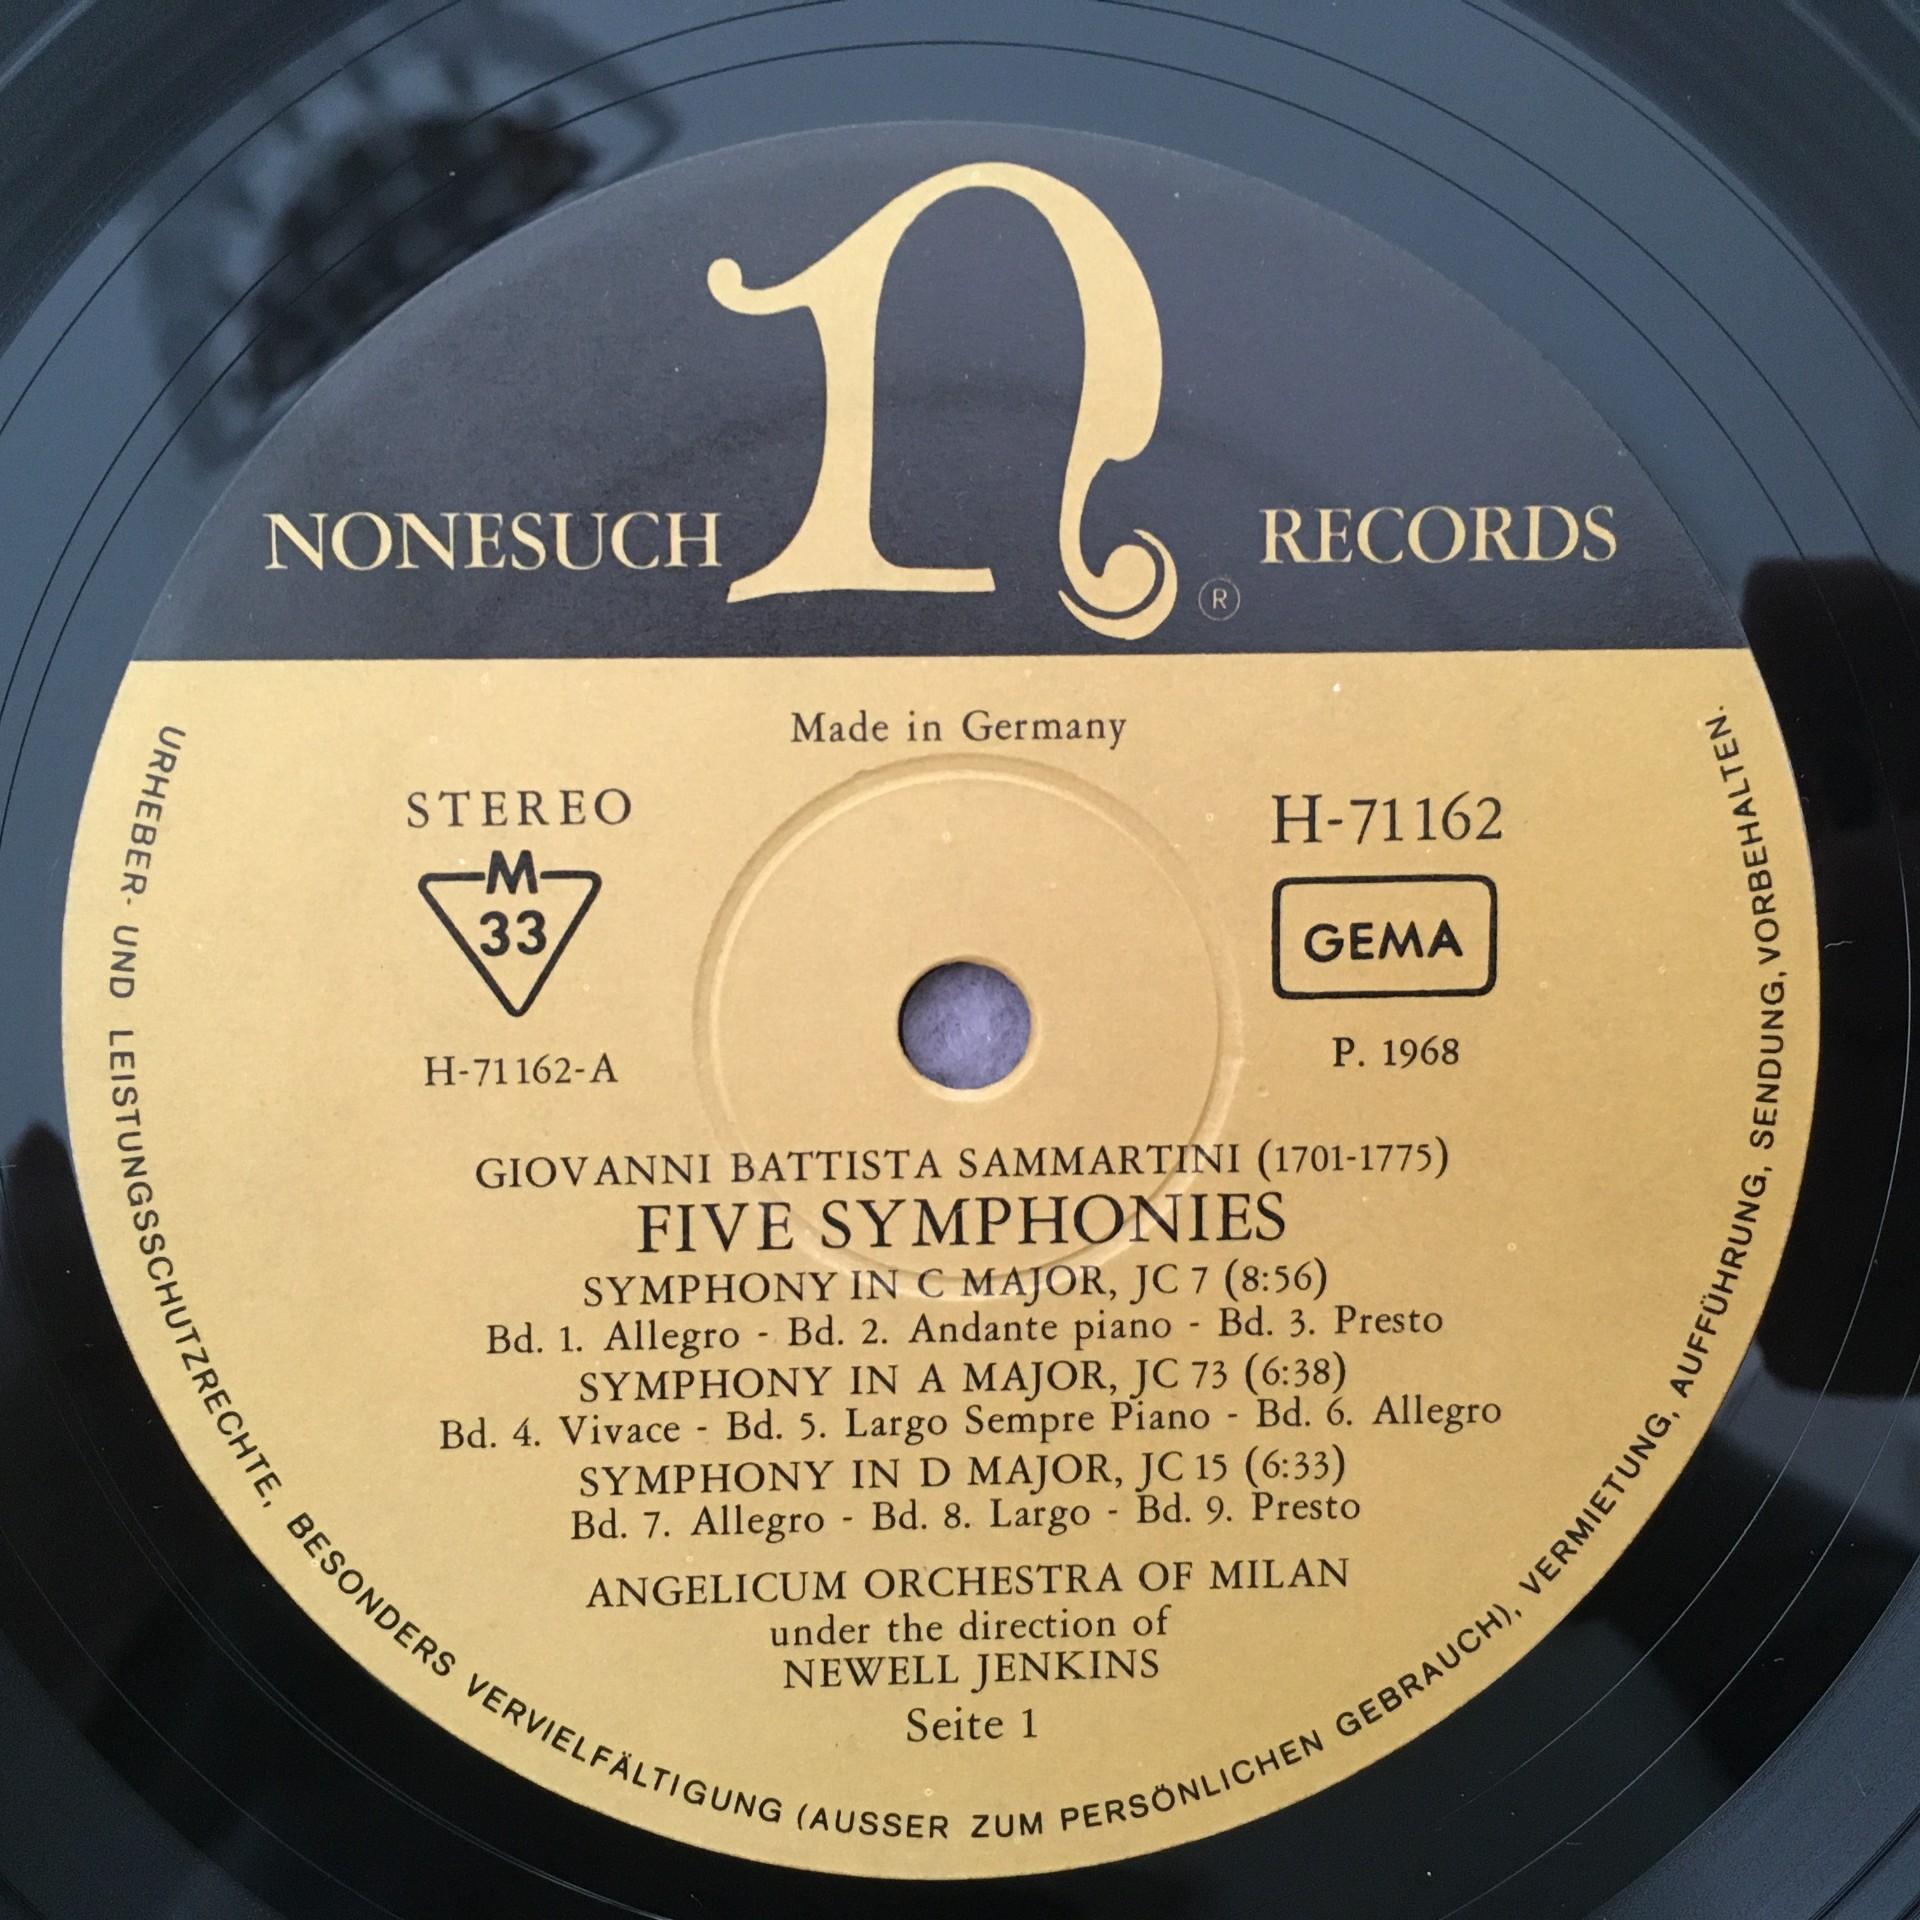 n
NONESUCH RECORDS
®
Made in Germany
STEREO
M
33
H-71162-A
H-71162
GEMA
P. 1968
GIOVANNI BATTISTA SAMMARTINI (1701-1775)
FIVE SYMPHONIES
SYMPHONY IN C MAJOR, JC 7 (8:56)
Bd. 1. Allegro - Bd. 2. Andante piano - Bd. 3. Presto
SYMPHONY IN A MAJOR, JC 73 (6:38)
Bd. 4. Vivace - Bd. 5. Largo Sempre Piano - Bd. 6. Allegro
SYMPHONY IN D MAJOR, JC 15 (6:33)
Bd. 7. Allegro - Bd. 8. Largo - Bd. 9. Presto
ANGELICUM ORCHESTRA OF MILAN
under the direction of
NEWELL JENKINS
Seite 1
URHEBER- UND LEISTUNGSSCHUTZRECHTE, BESONDERS VERVIELFÄLTIGUNG (AUSSER ZUM PERSÖNLICHEN GEBRAUCH), VERMIETUNG, AUFFÜHRUNG, SENDUNG, VORBEHALTEN.